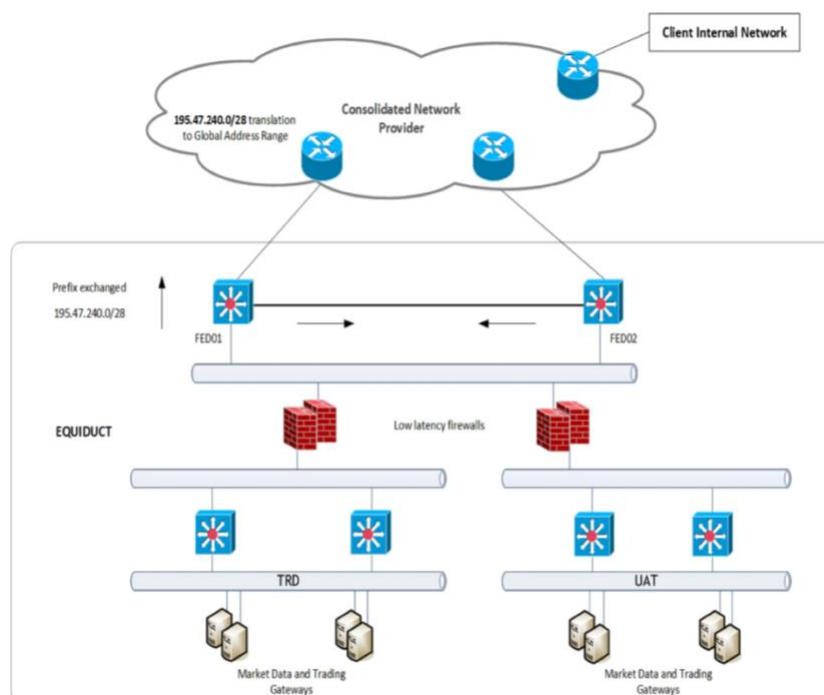 Client Internal Network
Consolidated Network
Provider
195.47.240.0/28 translation
to Global Address Range
Prefix exchanged
195.47.240.0/28
FED01
FED02
EQUIDUCT
Low latency firewalls
TRD
UAT
Market Data and Trading
Gateways
Market Data and Trading
Gateways